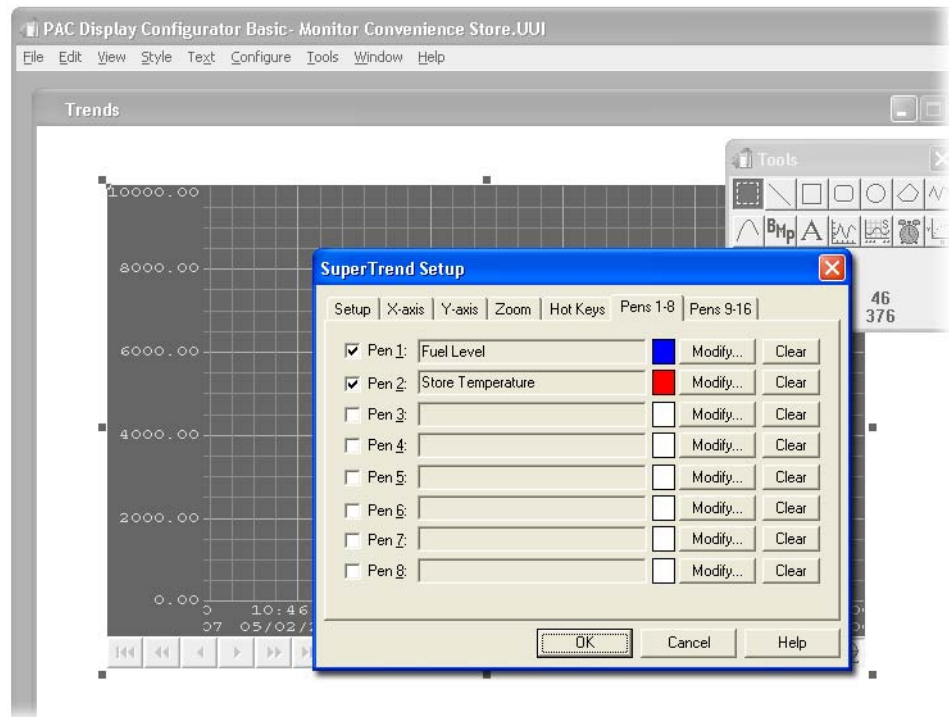 PAC Display Configurator Basic- Monitor Convenience Store.UUI
File Edit View Style Text Configure Tools Window Help
Trends
Tools
BMP A
46
376
10000.00
8000.00
6000.00
4000.00
2000.00
0.00
10:46
07 05/02/
SuperTrend Setup
Setup X-axis Y-axis Zoom Hot Keys Pens 1-8 Pens 9-16
Pen 1: Fuel Level Modify... Clear
Pen 2: Store Temperature Modify... Clear
Pen 3: Modify... Clear
Pen 4: Modify... Clear
Pen 5: Modify... Clear
Pen 6: Modify... Clear
Pen 7: Modify... Clear
Pen 8: Modify... Clear
OK Cancel Help